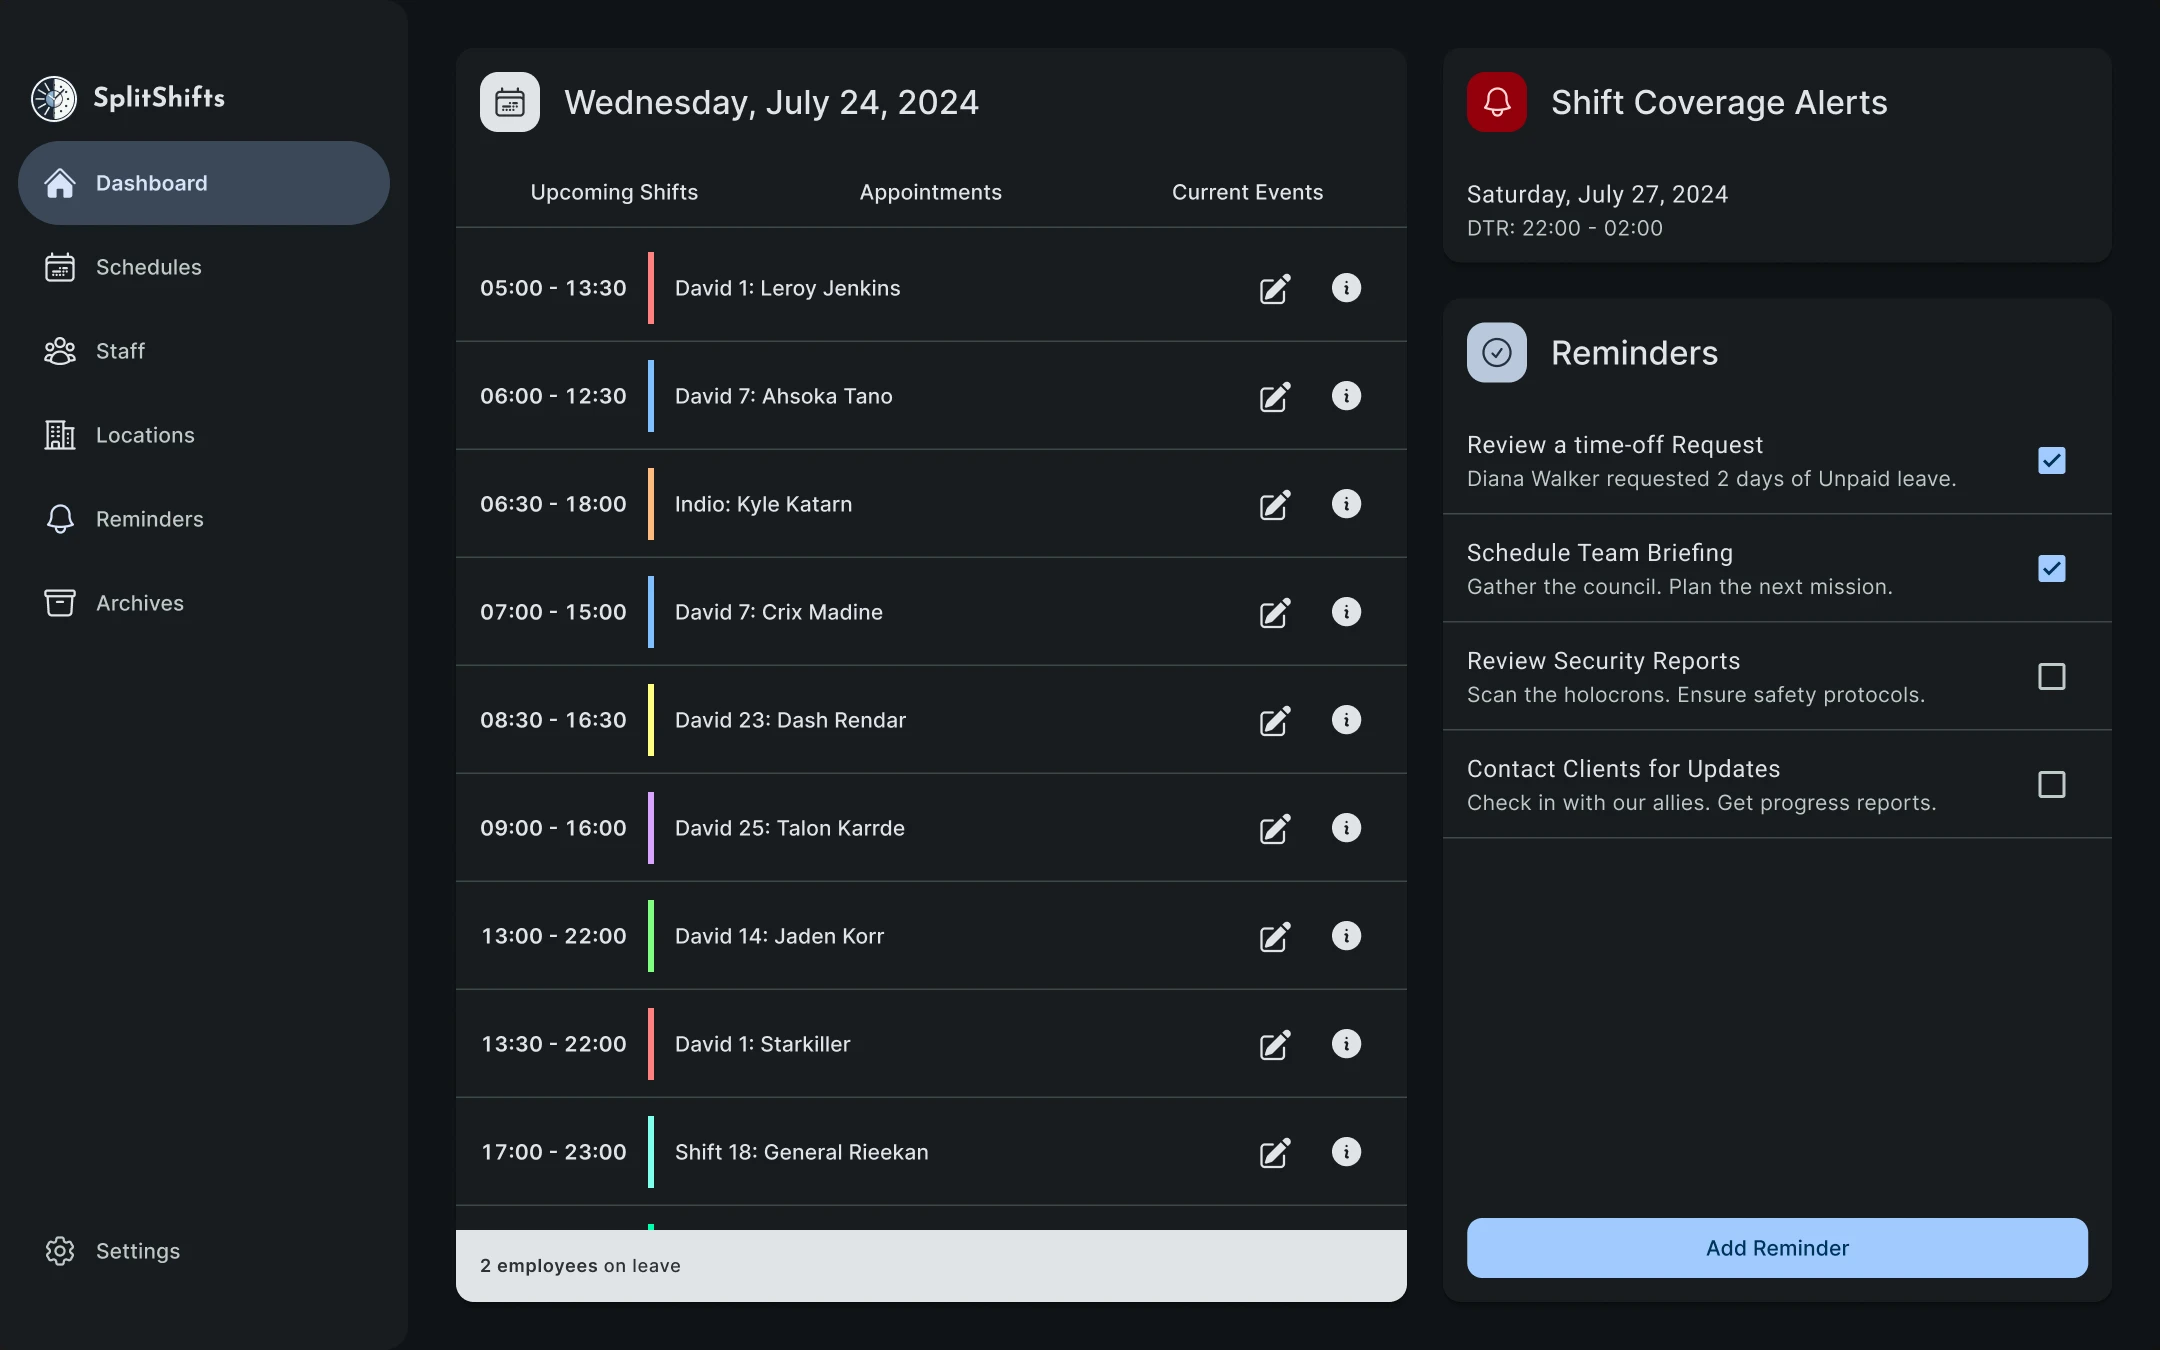 SplitShifts
Dashboard
Schedules
Staff
Locations
Reminders
Archives
Settings
Wednesday, July 24, 2024
Upcoming Shifts
Appointments
Current Events
05:00 - 13:30
David 1: Leroy Jenkins
06:00 - 12:30
David 7: Ahsoka Tano
06:30 - 18:00
Indio: Kyle Katarn
07:00 - 15:00
David 7: Crix Madine
08:30 - 16:30
David 23: Dash Rendar
09:00 - 16:00
David 25: Talon Karrde
13:00 - 22:00
David 14: Jaden Korr
13:30 - 22:00
David 1: Starkiller
17:00 - 23:00
Shift 18: General Rieekan
2 employees on leave
Shift Coverage Alerts
Saturday, July 27, 2024
DTR: 22:00 - 02:00
Reminders
Review a time-off Request
Diana Walker requested 2 days of Unpaid leave.
Schedule Team Briefing
Gather the council. Plan the next mission.
Review Security Reports
Scan the holocrons. Ensure safety protocols.
Contact Clients for Updates
Check in with our allies. Get progress reports.
Add Reminder